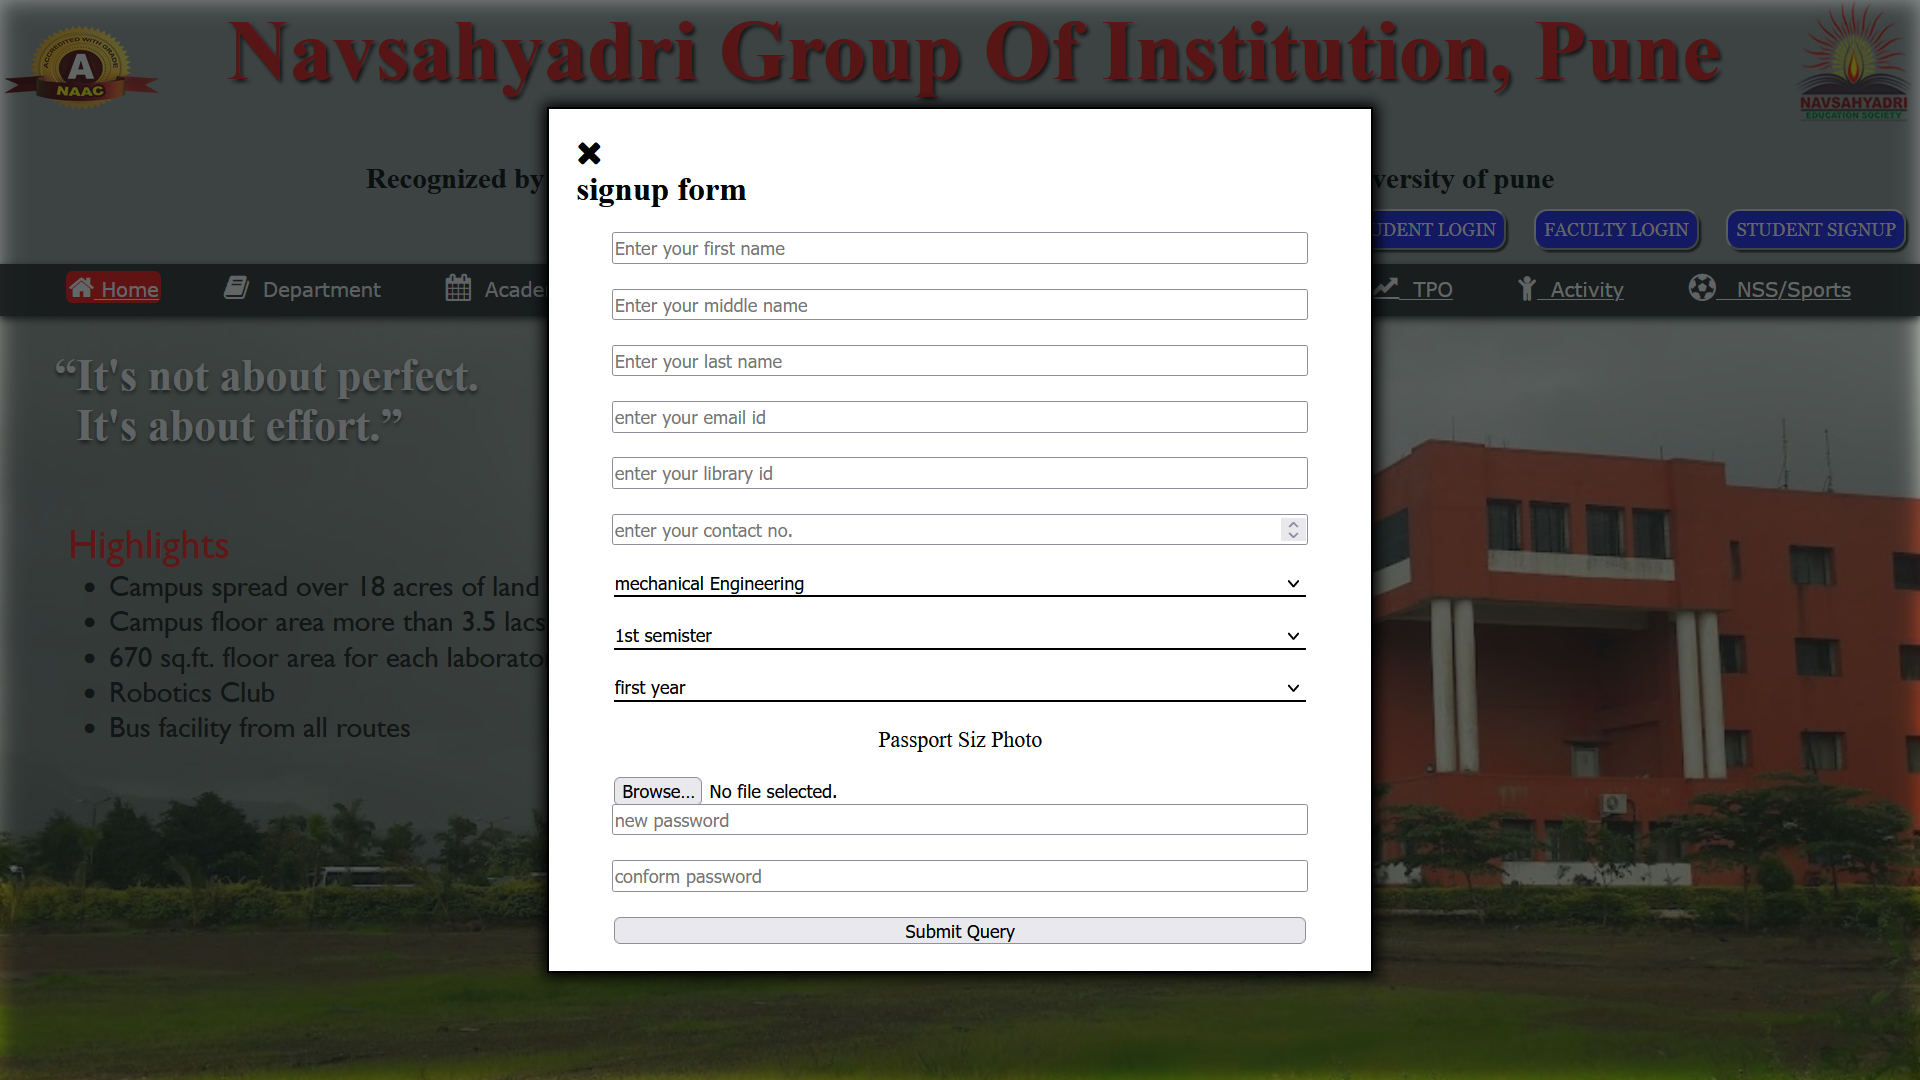 Navsahyadri Group Of Institution, Pune
ACCREDITED WITH GRADE
A
NAAC
NAVSAHYADRI
EDUCATION SOCIETY
Recognized by
versity of pune
UDENT LOGIN
FACULTY LOGIN
STUDENT SIGNUP
Home
Department
Acade
TPO
Activity
NSS/Sports
“It's not about perfect.
It's about effort.”
Highlights
Campus spread over 18 acres of land
Campus floor area more than 3.5 lacs
670 sq.ft. floor area for each laborato
Robotics Club
Bus facility from all routes
signup form
Enter your first name
Enter your middle name
Enter your last name
enter your email id
enter your library id
enter your contact no.
mechanical Engineering
1st semister
first year
Passport Siz Photo
Browse... No file selected.
new password
conform password
Submit Query